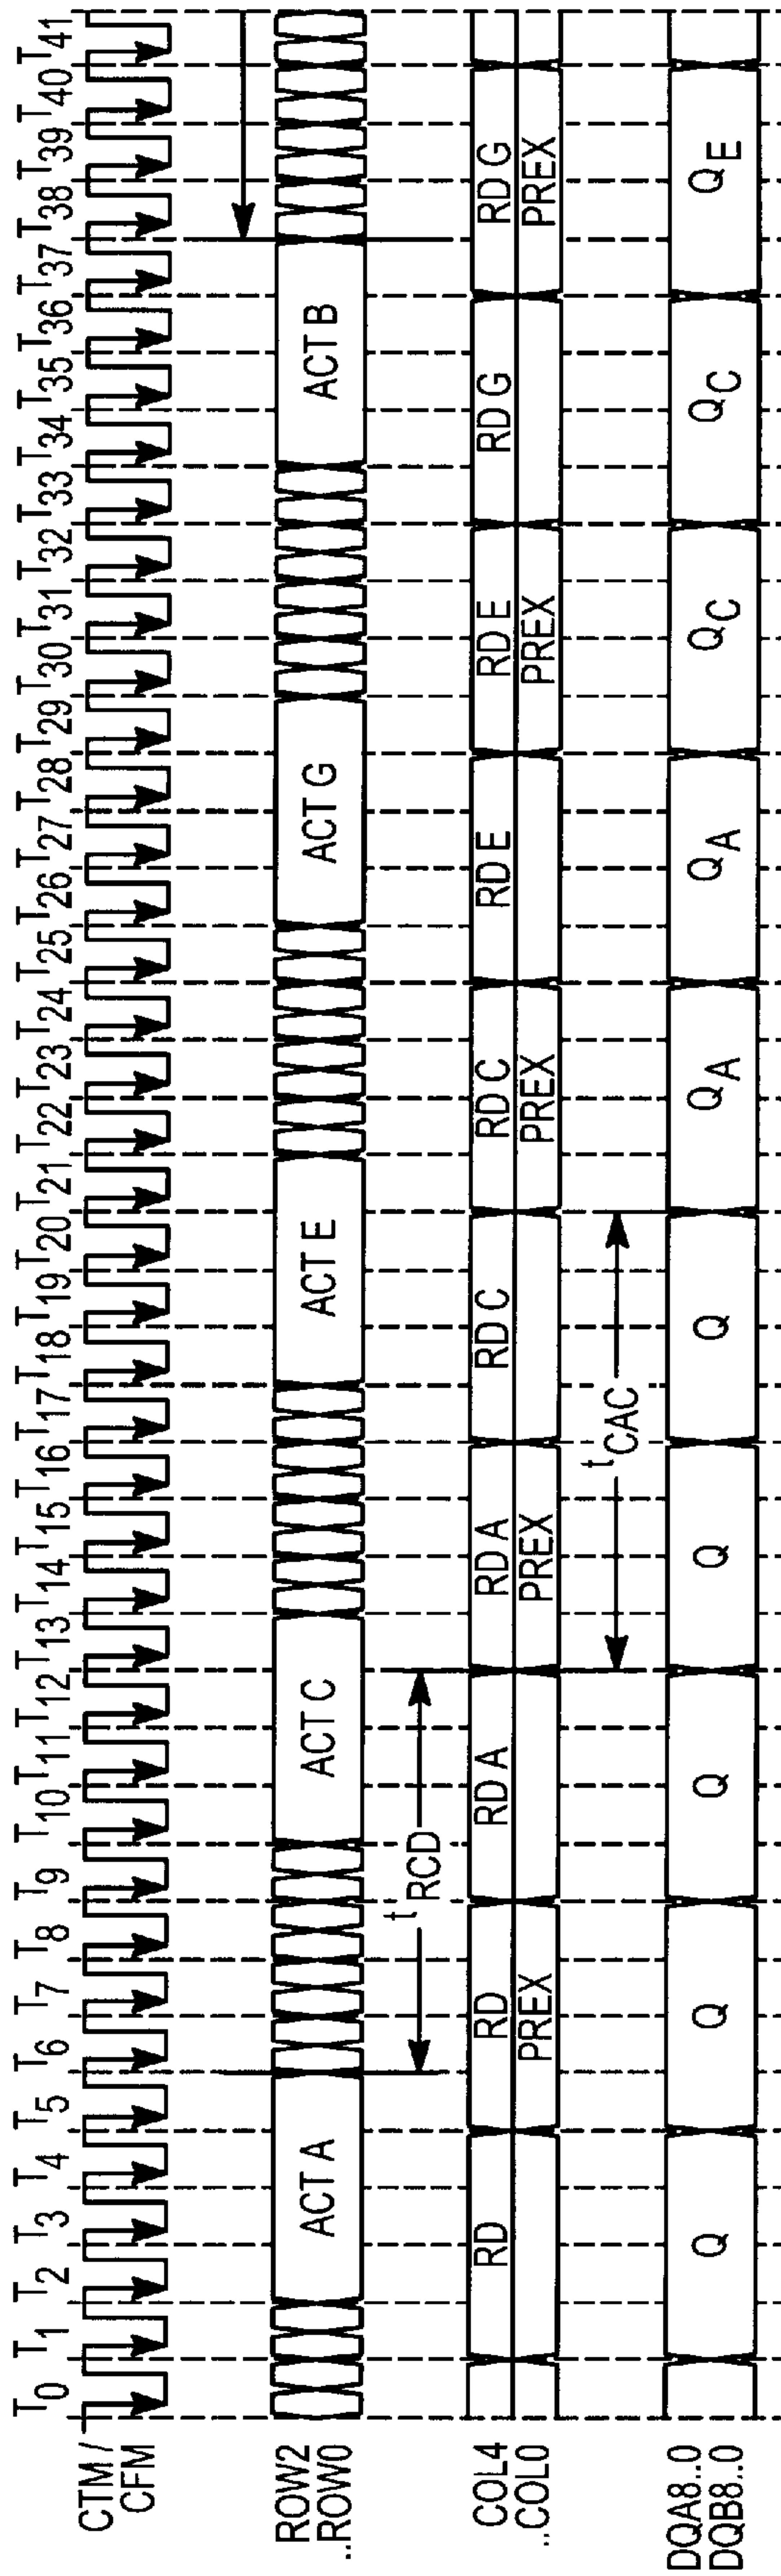 T0 T1 T2 T3 T4 T5 T6 T7 T8 T9 T10 T11 T12 T13 T14 T15 T16 T17 T18 T19 T20 T21 T22 T23 T24 T25 T26 T27 T28 T29 T30 T31 T32 T33 T34 T35 T36 T37 T38 T39 T40 T41
CTM /
CFM
ROW2
..ROW0
ACT A ACT C ACT E ACT G ACT B
tRCD
COL4
..COL0
RD RD RD A RD A RD C RD C RD E RD E RD G RD G
PREX PREX PREX PREX PREX
tCAC
DQA8..0
DQB8..0
Q Q Q Q Q QA QA QC QC QE